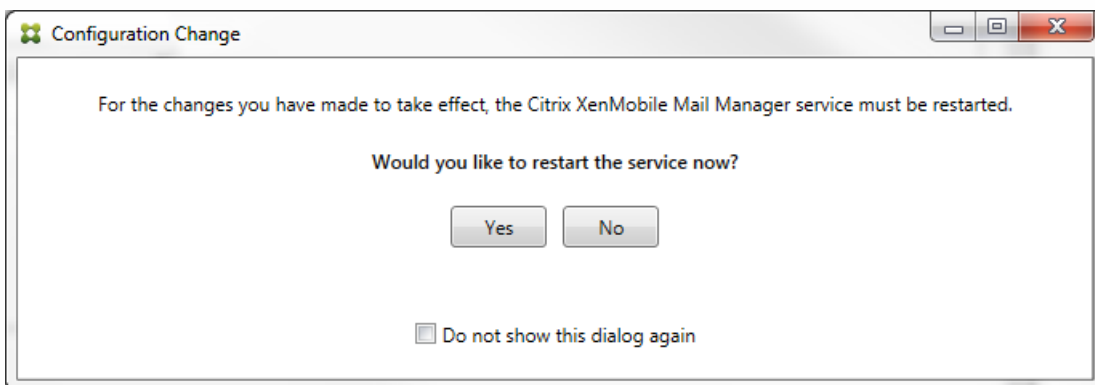 Configuration Change
For the changes you have made to take effect, the Citrix XenMobile Mail Manager service must be restarted.
Would you like to restart the service now?
Yes No
Do not show this dialog again